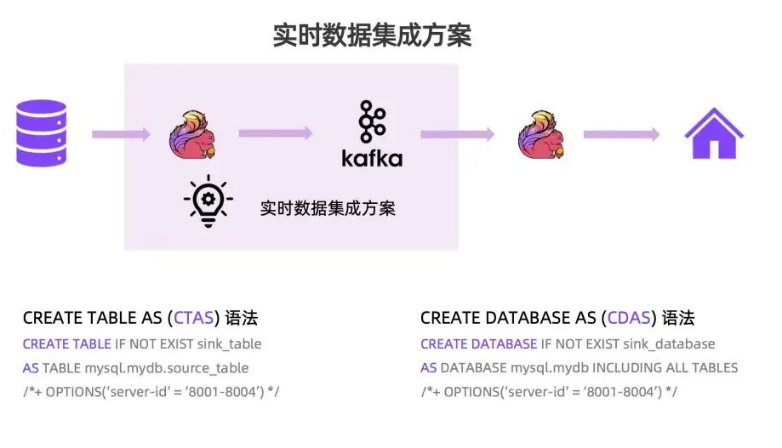 实时数据集成方案
kafka
实时数据集成方案
CREATE TABLE AS (CTAS) 语法
CREATE TABLE IF NOT EXIST sink_table
AS TABLE mysql.mydb.source_table
/*+ OPTIONS(‘server-id’ = ‘8001-8004’) */
CREATE DATABASE AS (CDAS) 语法
CREATE DATABASE IF NOT EXIST sink_database
AS DATABASE mysql.mydb INCLUDING ALL TABLES
/*+ OPTIONS(‘server-id’ = ‘8001-8004’) */